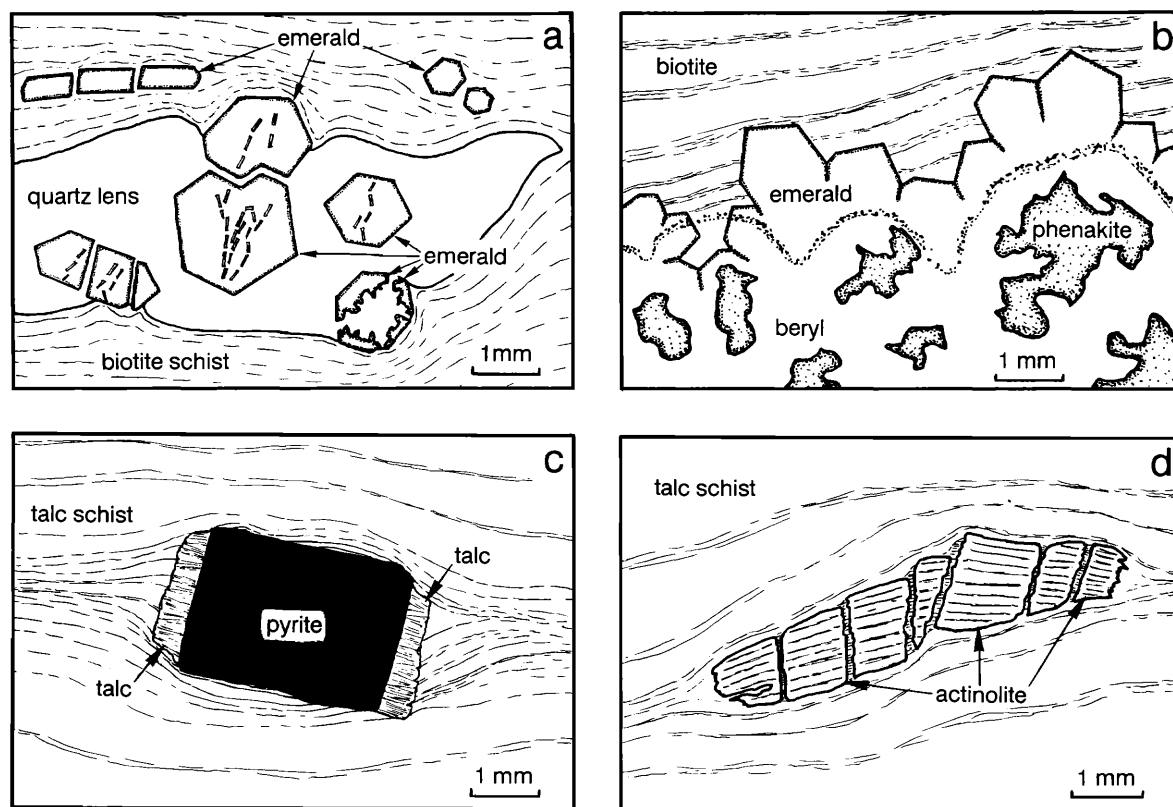 a
emerald
quartz lens
emerald
biotite schist
1mm
b
biotite
emerald
phenakite
beryl
1 mm
c
talc schist
talc
pyrite
talc
1 mm
d
talc schist
actinolite
1 mm